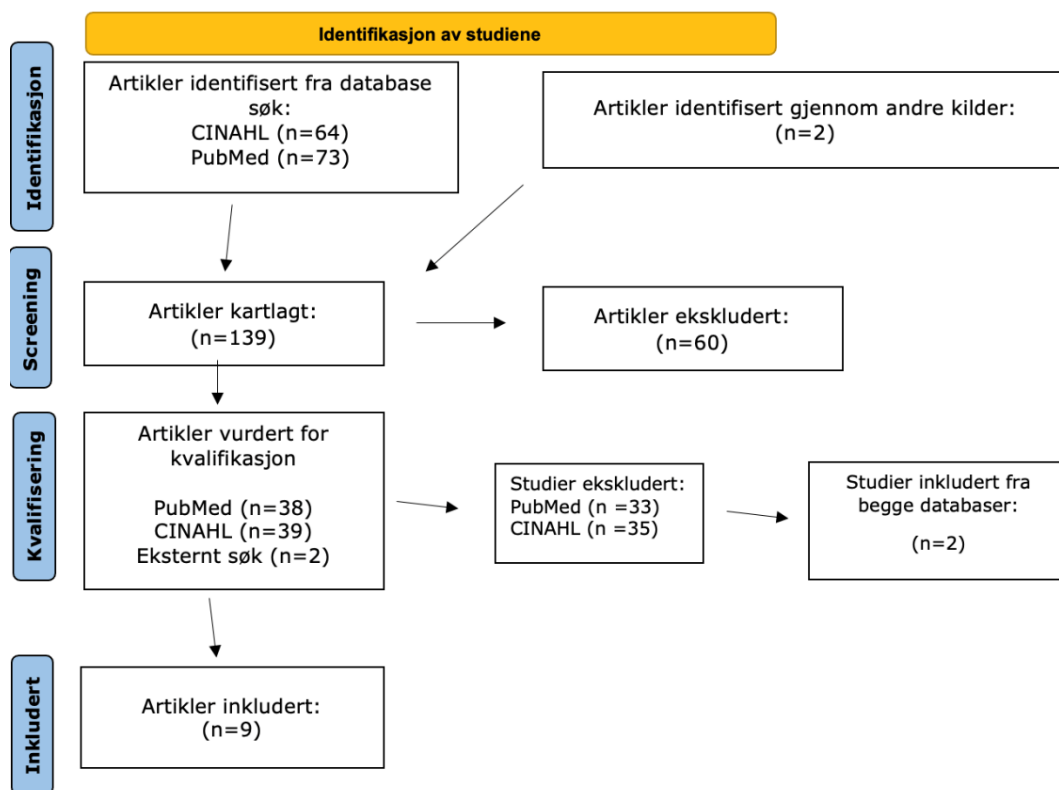 Identifikasjon av studiene
Identifikasjon
Artikler identifisert fra database
søk:
CINAHL (n=64)
PubMed (n=73)
Artikler identifisert gjennom andre kilder:
(n=2)
Screening
Artikler kartlagt:
(n=139)
Artikler ekskludert:
(n=60)
Kvalifisering
Artikler vurdert for
kvalifikasjon
PubMed (n=38)
CINAHL (n=39)
Eksternt søk (n=2)
Studier ekskludert:
PubMed (n =33)
CINAHL (n =35)
Studier inkludert fra
begge databaser:
(n=2)
Inkludert
Artikler inkludert:
(n=9)